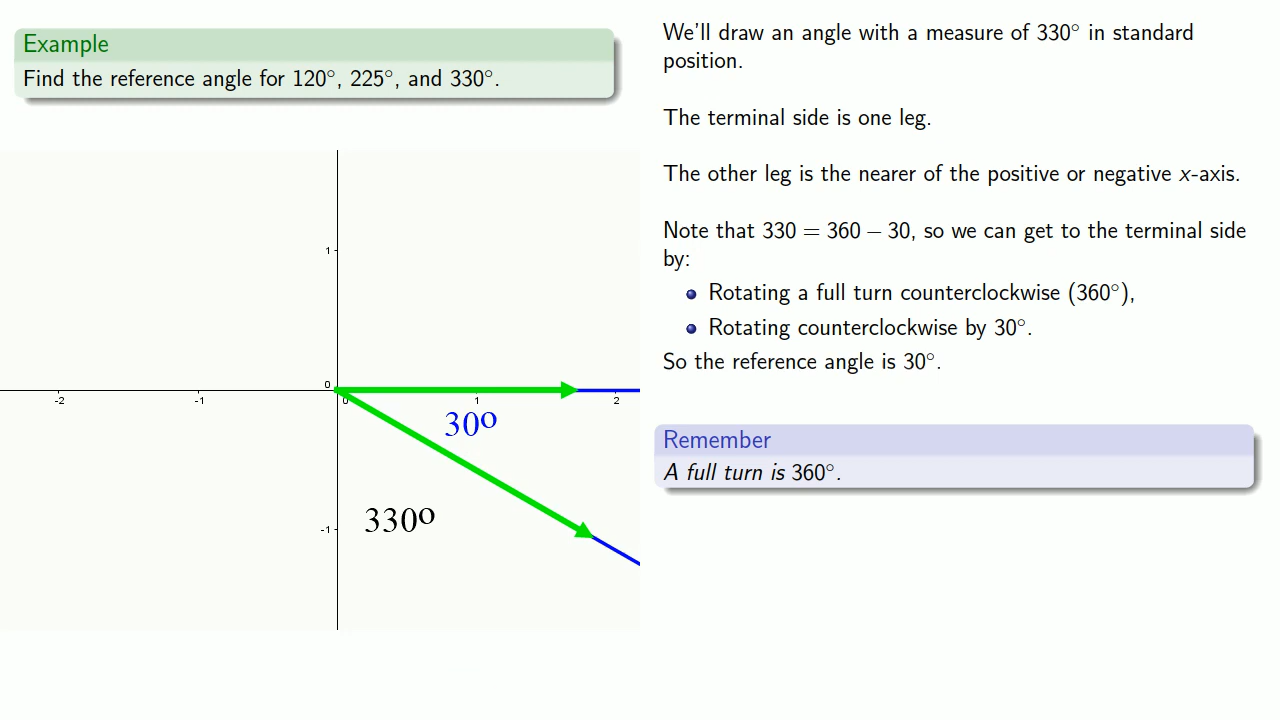 Example
Find the reference angle for 120°, 225°, and 330°.
We'll draw an angle with a measure of 330° in standard
position.
The terminal side is one leg.
The other leg is the nearer of the positive or negative x-axis.
Note that 330 = 360 − 30, so we can get to the terminal side
by:
Rotating a full turn counterclockwise (360°),
Rotating counterclockwise by 30°.
So the reference angle is 30°.
Remember
A full turn is 360°.
1
0
-2
-1
0
1
2
30º
330º
-1